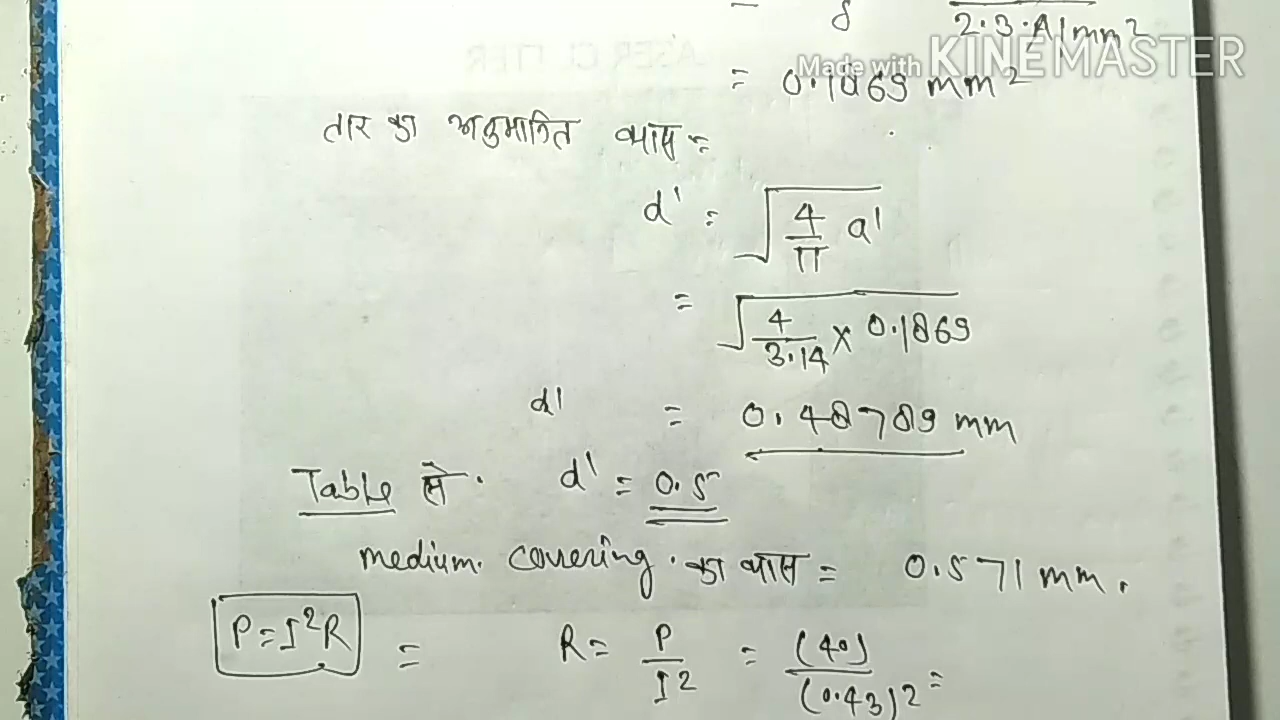 = δ 2.3.A/mm²
Made with KINEMASTER
= 0.1869 mm²
तार का अनुमानित व्यास =
d' = √(4/π a')
= √(4/3.14 × 0.1869)
d' = 0.48789 mm
Table से. d' = 0.5
medium. covering. का व्यास = 0.571 mm.
P=I²R = R = P/I² = (40)/(0.43)² =